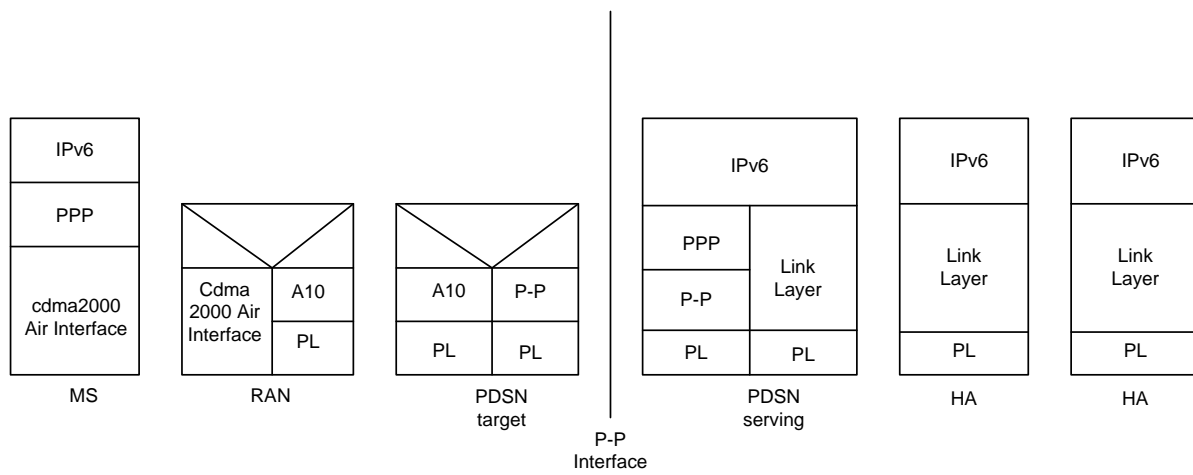 IPv6
PPP
cdma2000
Air Interface
MS
Cdma
2000 Air
Interface
A10
PL
RAN
A10
P-P
PL
PL
PDSN
target
P-P
Interface
IPv6
PPP
P-P
Link
Layer
PL
PL
PDSN
serving
IPv6
Link
Layer
PL
HA
IPv6
Link
Layer
PL
HA